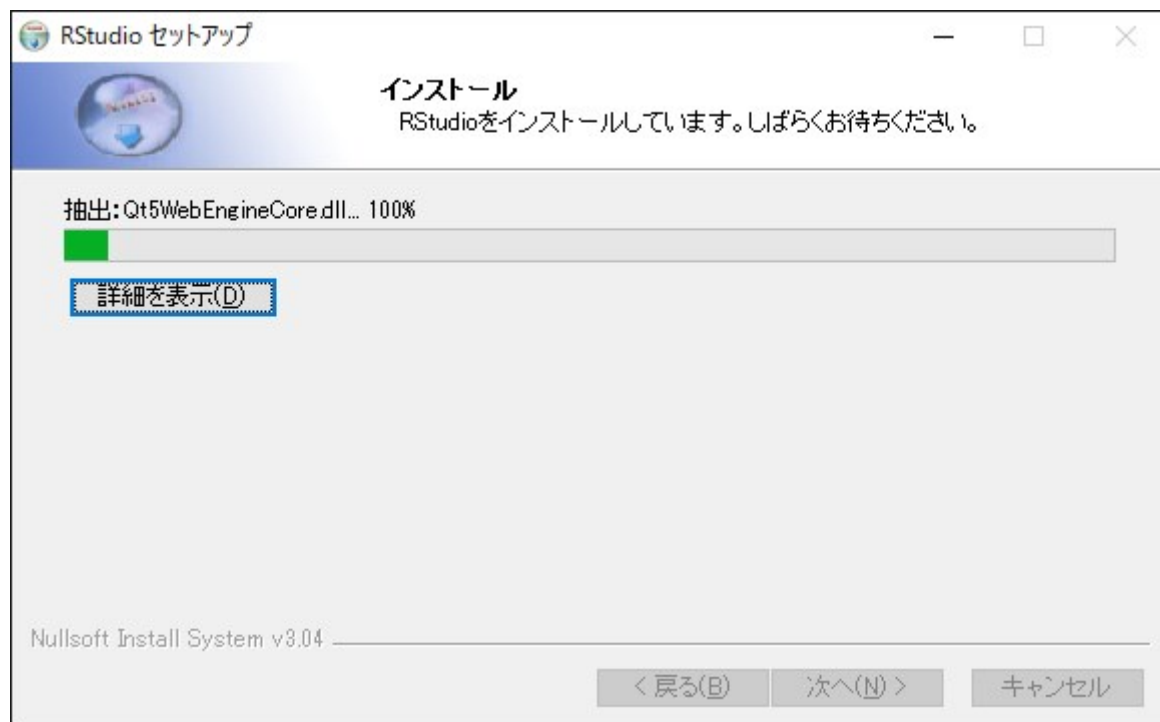 RStudio セットアップ
インストール
RStudioをインストールしています。しばらくお待ちください。
抽出:Qt5WebEngineCore.dll... 100%
詳細を表示(D)
Nullsoft Install System v3.04
< 戻る(B)
次へ(N) >
キャンセル